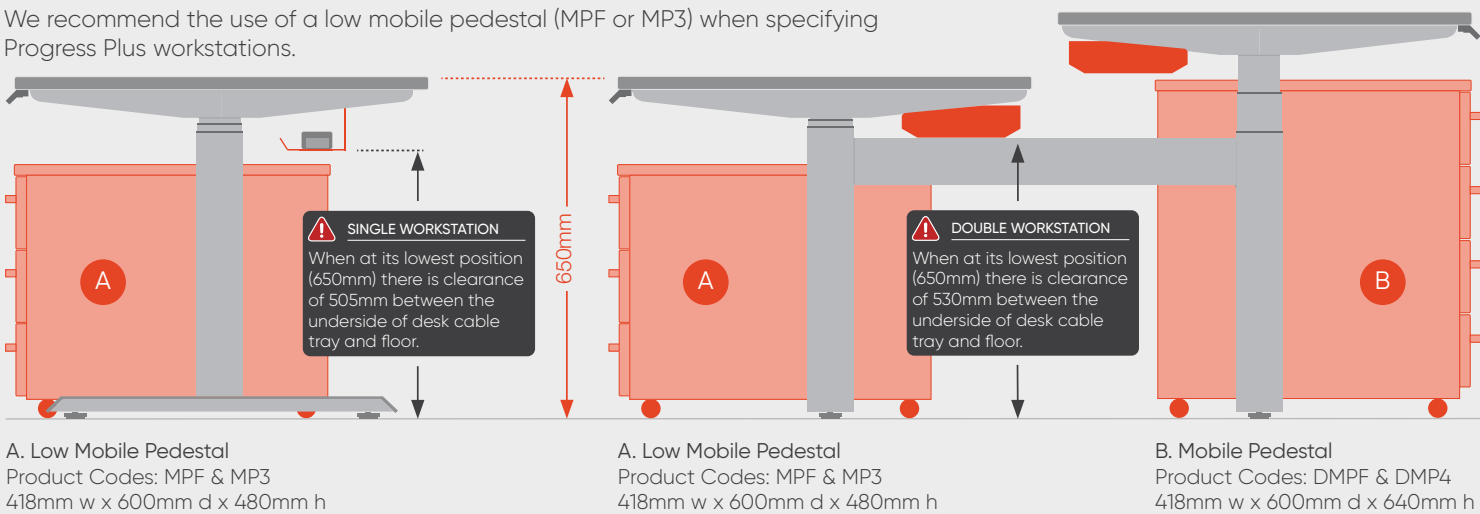 We recommend the use of a low mobile pedestal (MPF or MP3) when specifying
Progress Plus workstations.
A
SINGLE WORKSTATION
When at its lowest position
(650mm) there is clearance
of 505mm between the
underside of desk cable
tray and floor.
650mm
A
DOUBLE WORKSTATION
When at its lowest position
(650mm) there is clearance
of 530mm between the
underside of desk cable
tray and floor.
B
A. Low Mobile Pedestal
Product Codes: MPF & MP3
418mm w x 600mm d x 480mm h
A. Low Mobile Pedestal
Product Codes: MPF & MP3
418mm w x 600mm d x 480mm h
B. Mobile Pedestal
Product Codes: DMPF & DMP4
418mm w x 600mm d x 640mm h